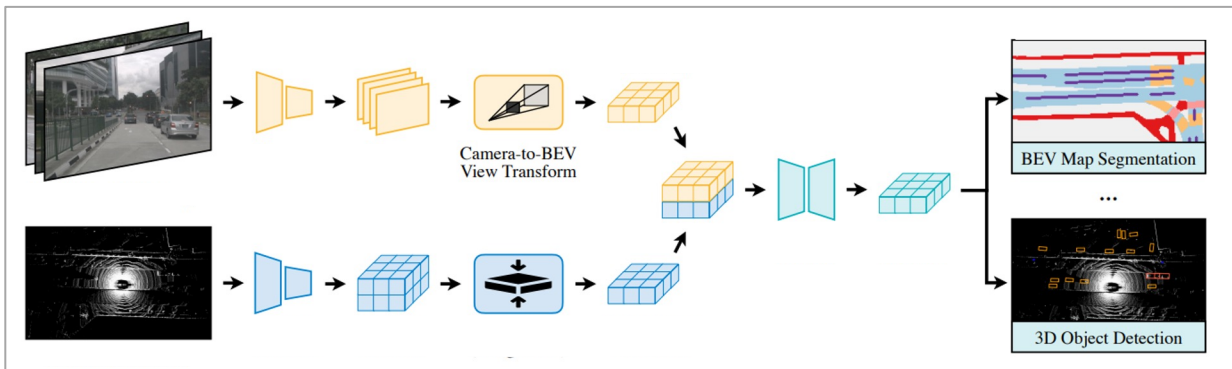 Camera-to-BEV
View Transform
BEV Map Segmentation
...
3D Object Detection